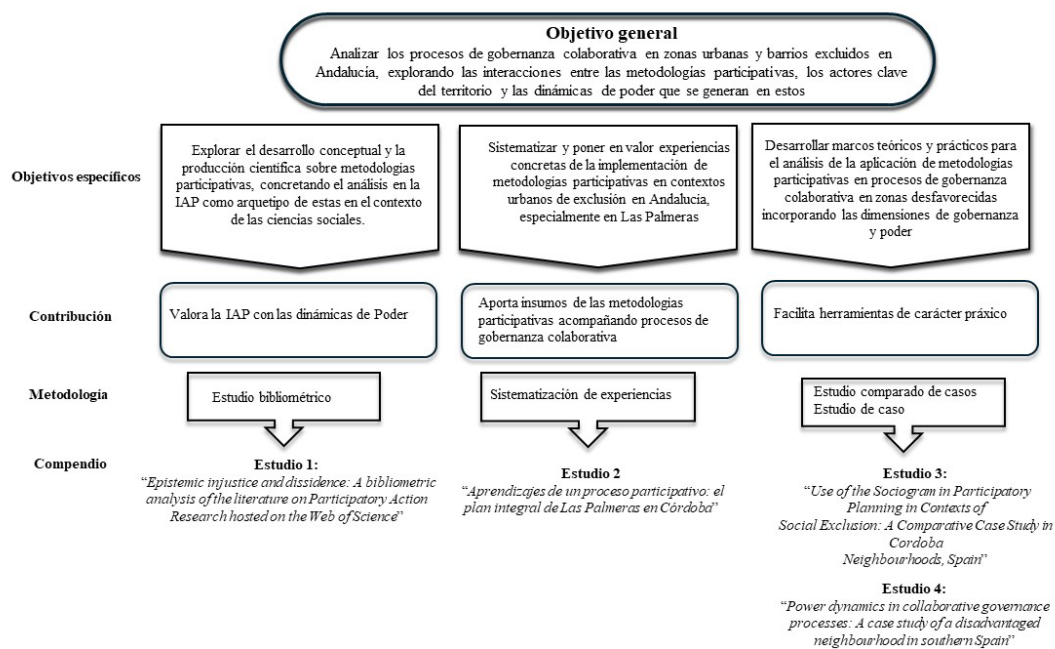 Objetivo general
Analizar los procesos de gobernanza colaborativa en zonas urbanas y barrios excluidos en
Andalucía, explorando las interacciones entre las metodologías participativas, los actores clave
del territorio y las dinámicas de poder que se generan en estos
Objetivos específicos
Explorar el desarrollo conceptual y la
producción científica sobre metodologías
participativas, concretando el análisis en la
IAP como arquetipo de estas en el contexto
de las ciencias sociales.
Sistematizar y poner en valor experiencias
concretas de la implementación de
metodologías participativas en contextos
urbanos de exclusión en Andalucía,
especialmente en Las Palmeras
Desarrollar marcos teóricos y prácticos para
el análisis de la aplicación de metodologías
participativas en procesos de gobernanza
colaborativa en zonas desfavorecidas
incorporando las dimensiones de gobernanza
y poder
Contribución
Valora la IAP con las dinámicas de Poder
Aporta insumos de las metodologías
participativas acompañando procesos de
gobernanza colaborativa
Facilita herramientas de carácter práxico
Metodología
Estudio bibliométrico
Sistematización de experiencias
Estudio comparado de casos
Estudio de caso
Compendio
Estudio 1:
“Epistemic injustice and dissidence: A bibliometric
analysis of the literature on Participatory Action
Research hosted on the Web of Science”
Estudio 2
“Aprendizajes de un proceso participativo: el
plan integral de Las Palmeras en Córdoba”
Estudio 3:
“Use of the Sociogram in Participatory
Planning in Contexts of
Social Exclusion: A Comparative Case Study in
Cordoba
Neighbourhoods, Spain”
Estudio 4:
“Power dynamics in collaborative governance
processes: A case study of a disadvantaged
neighbourhood in southern Spain”